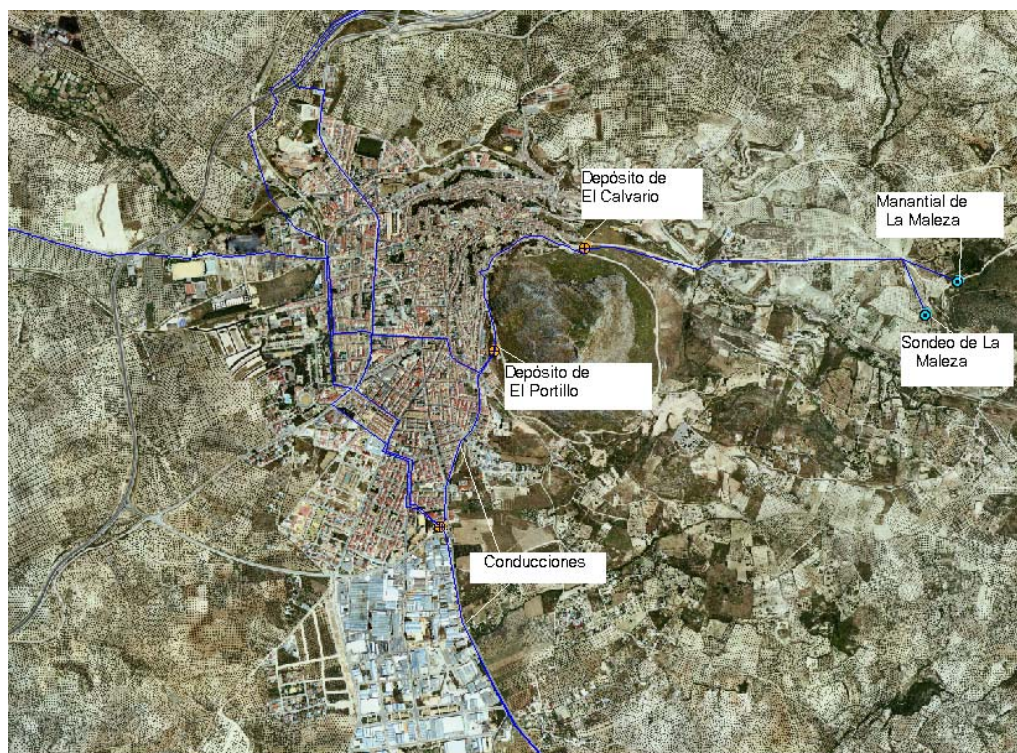 Depósito de
El Calvario
Manantial de
La Maleza
Sondeo de La
Maleza
Depósito de
El Portillo
Conducciones